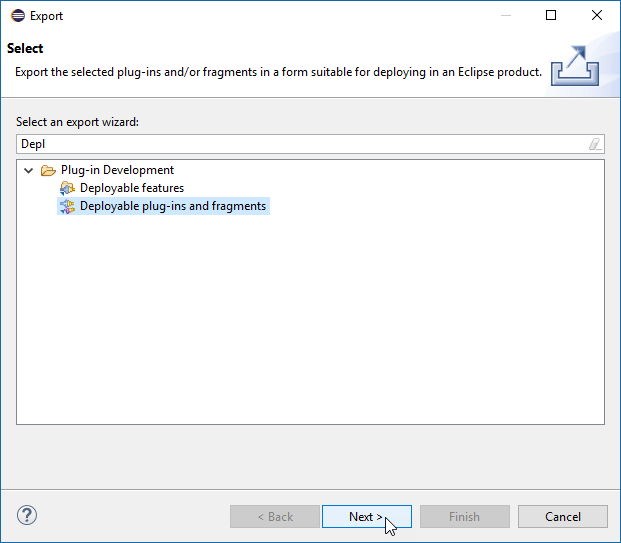 Export
Select
Export the selected plug-ins and/or fragments in a form suitable for deploying in an Eclipse product.
Select an export wizard:
Depl
Plug-in Development
Deployable features
Deployable plug-ins and fragments
? < Back Next > Finish Cancel